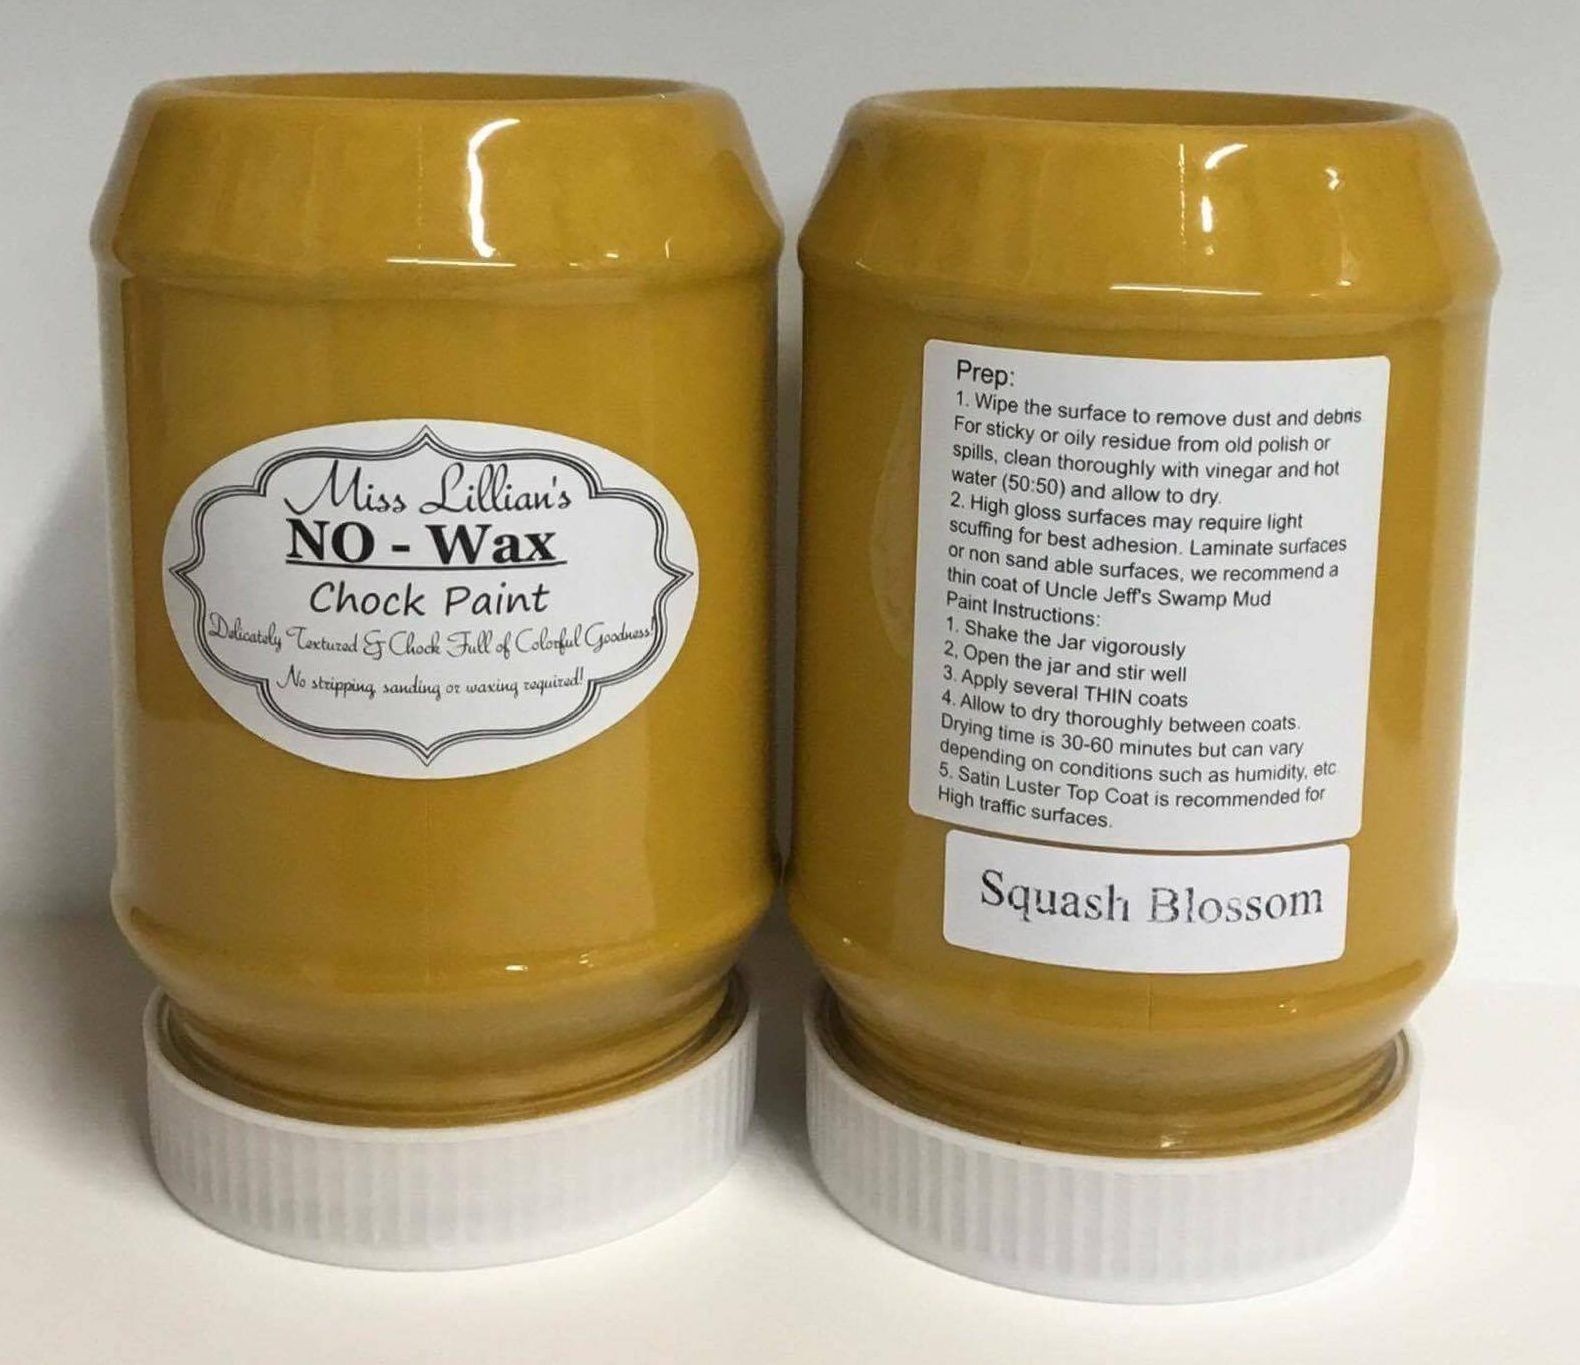 Miss Lillian's
NO - Wax
Chock Paint
Delicately Textured & Chock Full of Colorful Goodness!
No stripping, sanding or waxing required!
Prep:
1. Wipe the surface to remove dust and debris
For sticky or oily residue from old polish or
spills, clean thoroughly with vinegar and hot
water (50:50) and allow to dry.
2. High gloss surfaces may require light
scuffing for best adhesion. Laminate surfaces
or non sand able surfaces, we recommend a
thin coat of Uncle Jeff's Swamp Mud
Paint Instructions:
1. Shake the Jar vigorously
2, Open the jar and stir well
3. Apply several THIN coats
4. Allow to dry thoroughly between coats.
Drying time is 30-60 minutes but can vary
depending on conditions such as humidity, etc
5. Satin Luster Top Coat is recommended for
High traffic surfaces.
Squash Blossom